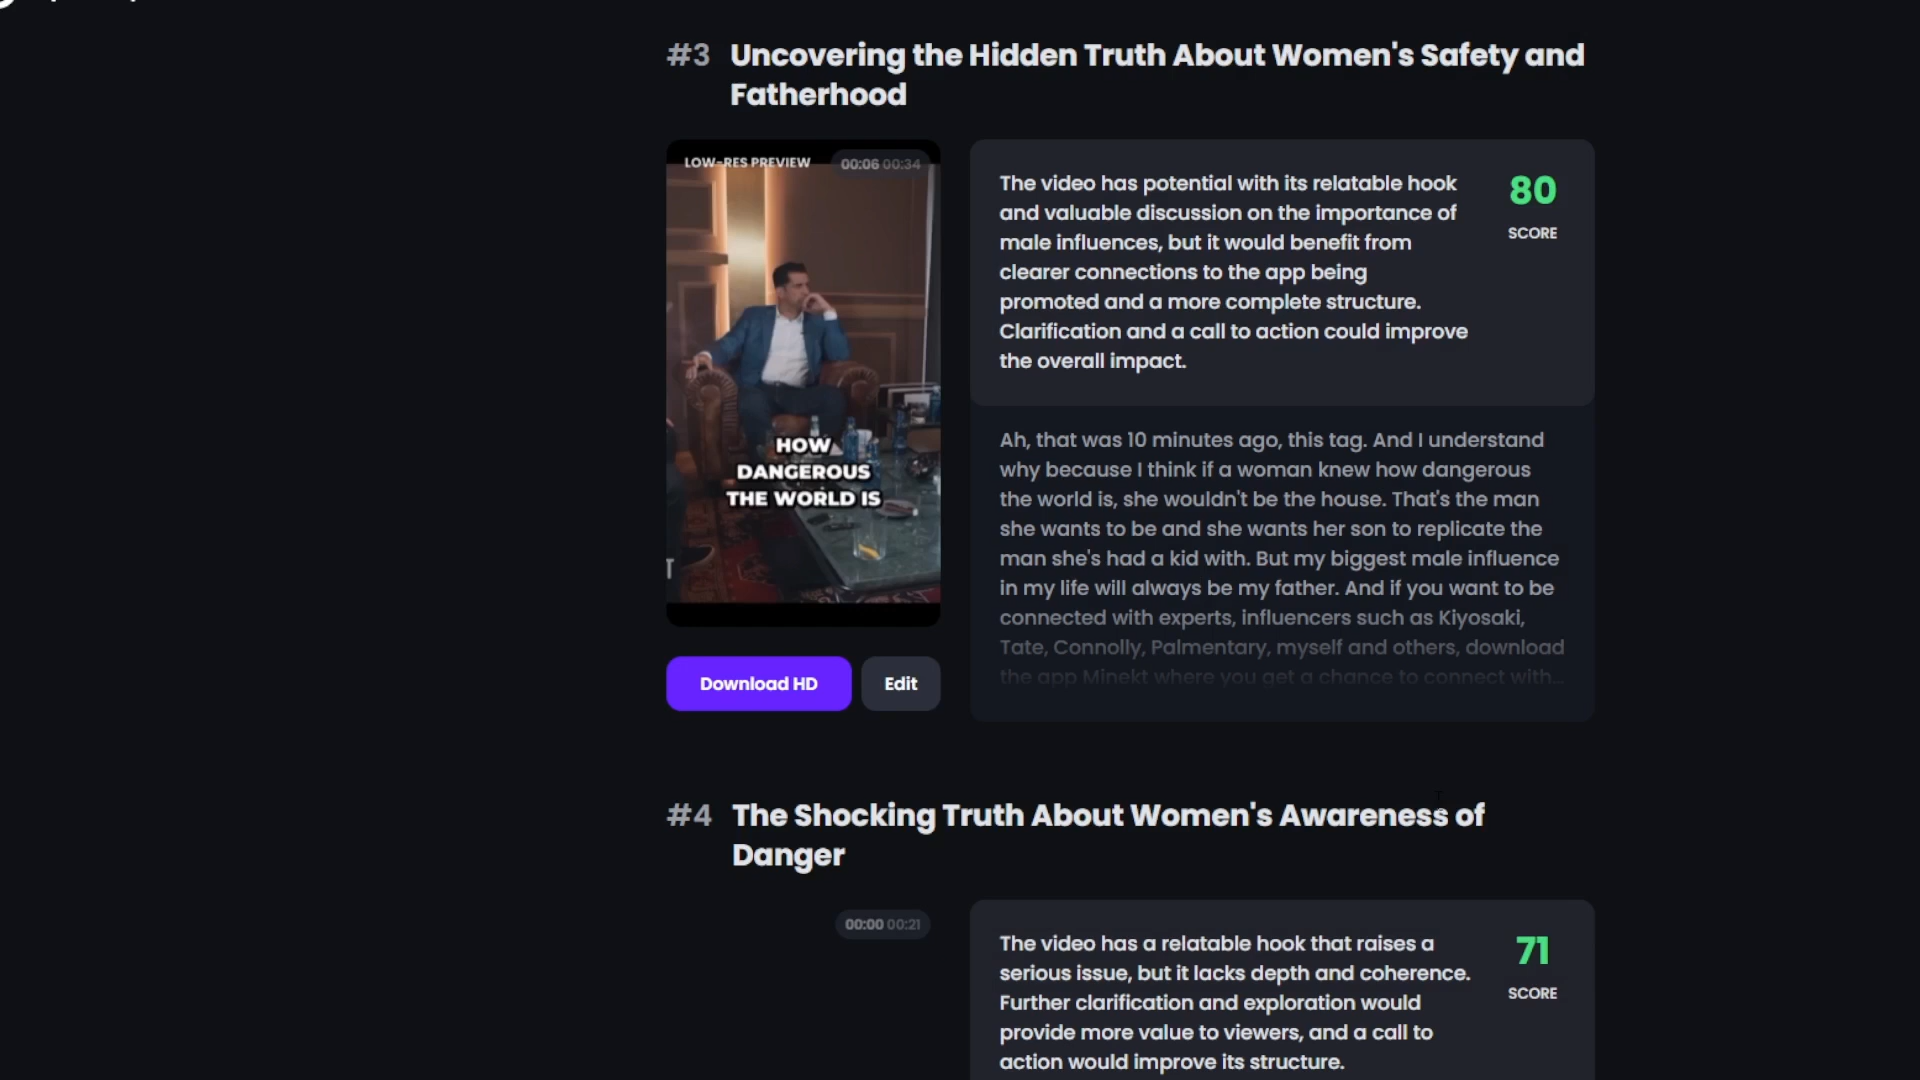 #3 Uncovering the Hidden Truth About Women's Safety and
Fatherhood
LOW-RES PREVIEW 00:06 00:34
HOW
DANGEROUS
THE WORLD IS
Download HD
Edit
The video has potential with its relatable hook
and valuable discussion on the importance of
male influences, but it would benefit from
clearer connections to the app being
promoted and a more complete structure.
Clarification and a call to action could improve
the overall impact.
80
SCORE
Ah, that was 10 minutes ago, this tag. And I understand
why because I think if a woman knew how dangerous
the world is, she wouldn't be the house. That's the man
she wants to be and she wants her son to replicate the
man she's had a kid with. But my biggest male influence
in my life will always be my father. And if you want to be
connected with experts, influencers such as Kiyosaki,
Tate, Connolly, Palmentary, myself and others, download
the app Minekt where you get a chance to connect with...
#4 The Shocking Truth About Women's Awareness of
Danger
00:00 00:21
The video has a relatable hook that raises a
serious issue, but it lacks depth and coherence.
Further clarification and exploration would
provide more value to viewers, and a call to
action would improve its structure.
71
SCORE